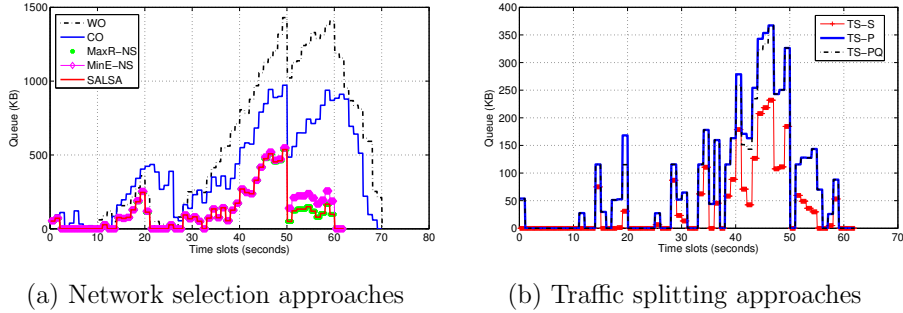 1500
1000
500
0
Queue (KB)
WO
CO
MaxR-NS
MinE-NS
SALSA
0 10 20 30 40 50 60 70 80
Time slots (seconds)
(a) Network selection approaches
400
350
300
250
200
150
100
50
0
Queue (KB)
TS-S
TS-P
TS-PQ
0 10 20 30 40 50 60 70
Time slots (seconds)
(b) Traffic splitting approaches